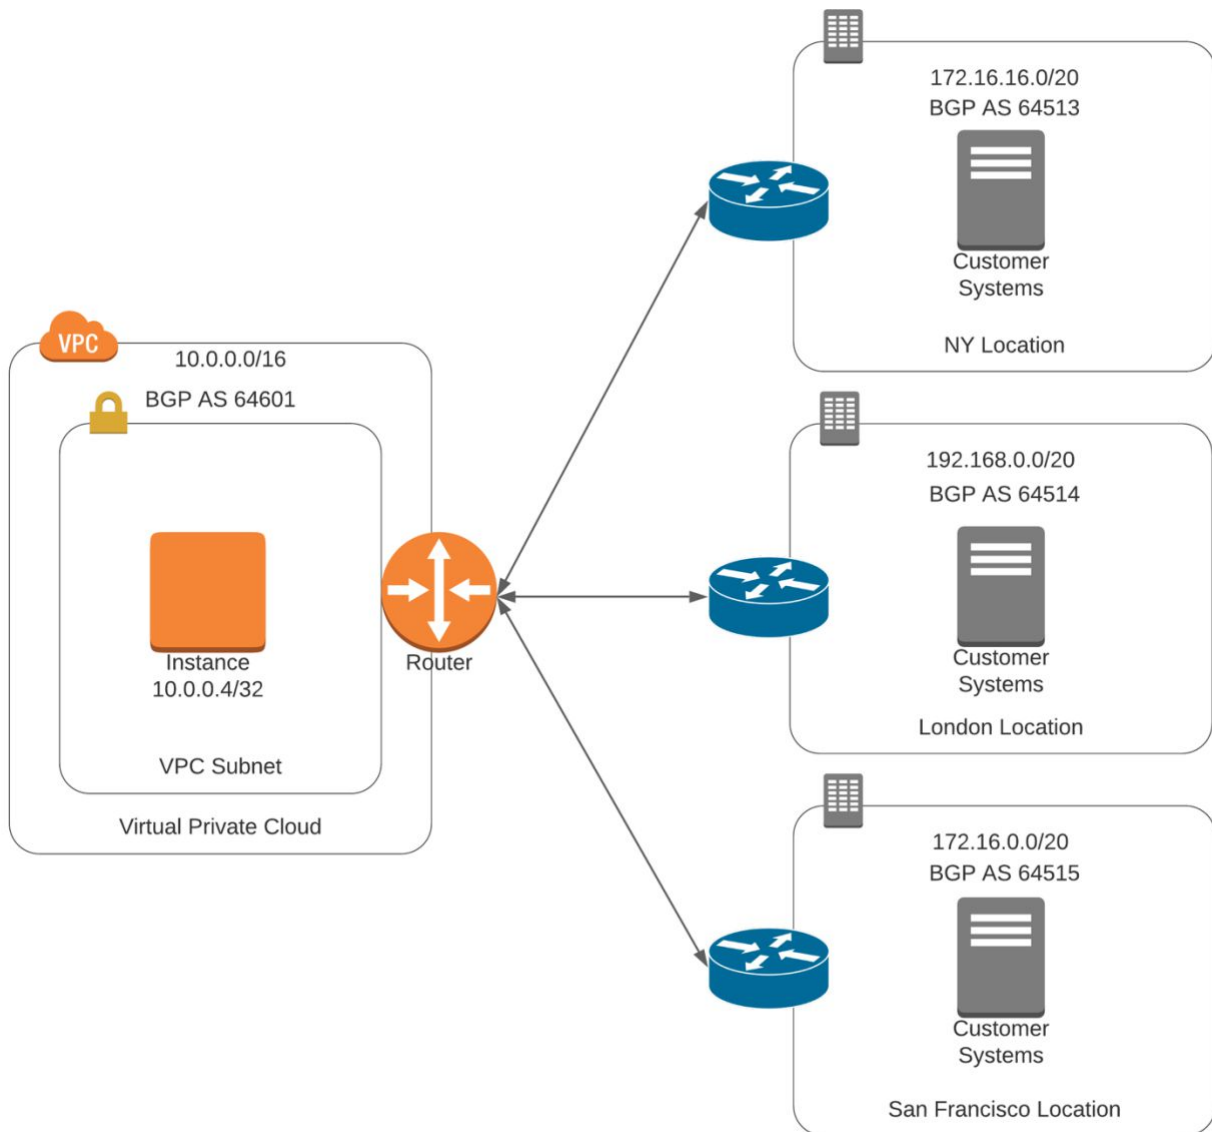 172.16.16.0/20
BGP AS 64513
Customer
Systems
NY Location
VPC
10.0.0.0/16
BGP AS 64601
Instance
10.0.0.4/32
Router
VPC Subnet
Virtual Private Cloud
192.168.0.0/20
BGP AS 64514
Customer
Systems
London Location
172.16.0.0/20
BGP AS 64515
Customer
Systems
San Francisco Location